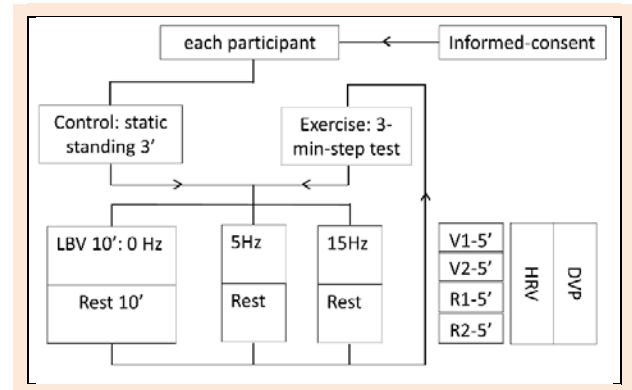 each participant
Informed-consent
Control: static
standing 3′
Exercise: 3-
min-step test
LBV 10′: 0 Hz
5Hz
15Hz
Rest 10′
Rest
Rest
V1-5′
V2-5′
R1-5′
R2-5′
HRV
DVP